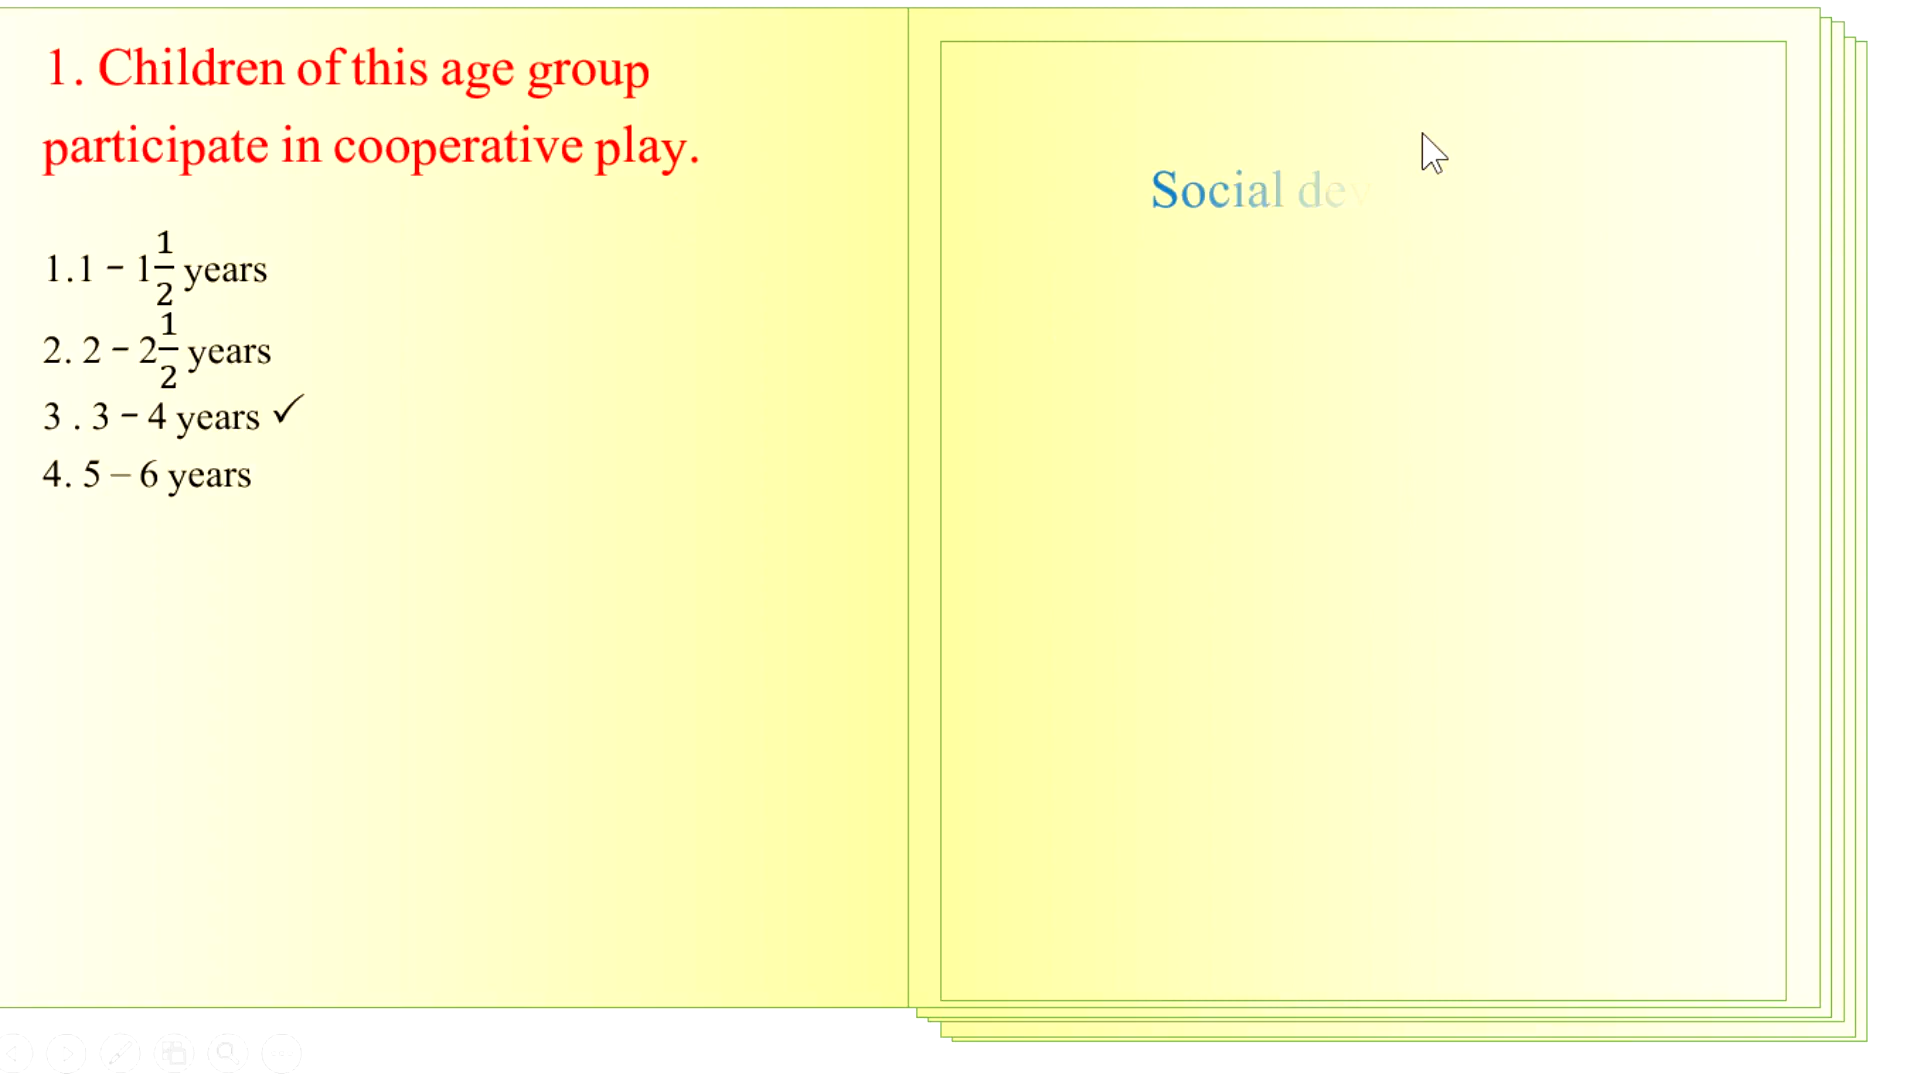 1. Children of this age group
participate in cooperative play.
1.1 – 1½ years
2. 2 – 2½ years
3 . 3 – 4 years ✓
4. 5 – 6 years
Social